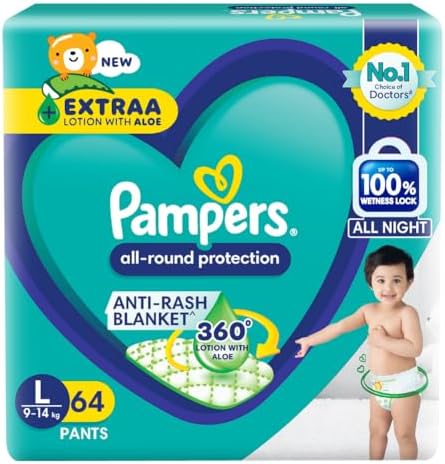 NEW
+ EXTRAA
LOTION WITH ALOE
No.1
Choice of
Doctors#
Pampers®
all-round protection
UP TO
100%
WETNESS LOCK
ALL NIGHT
ANTI-RASH
BLANKET^
360°
LOTION WITH
ALOE
L
9-14 kg
64
PANTS